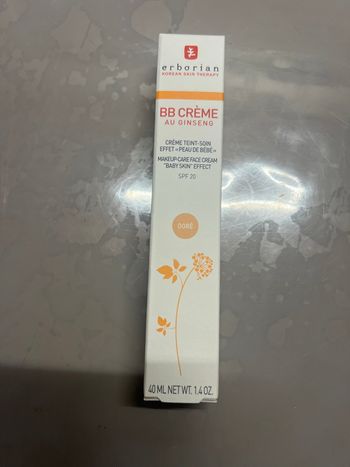 erborian
KOREAN SKIN THERAPY
BB CRÈME
AU GINSENG
CRÈME TEINT-SOIN
EFFET «PEAU DE BÉBÉ»
MAKEUP-CARE FACE CREAM
"BABY SKIN" EFFECT
SPF 20
DORÉ
40 ML NET WT. 1.4 OZ.